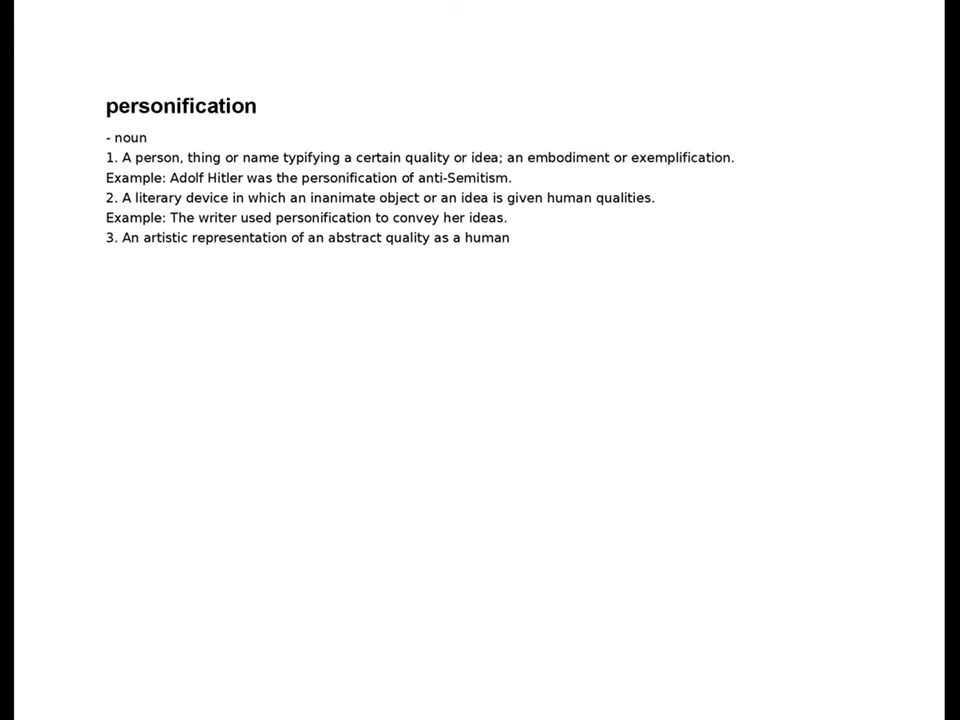 personification
- noun
1. A person, thing or name typifying a certain quality or idea; an embodiment or exemplification.
Example: Adolf Hitler was the personification of anti-Semitism.
2. A literary device in which an inanimate object or an idea is given human qualities.
Example: The writer used personification to convey her ideas.
3. An artistic representation of an abstract quality as a human